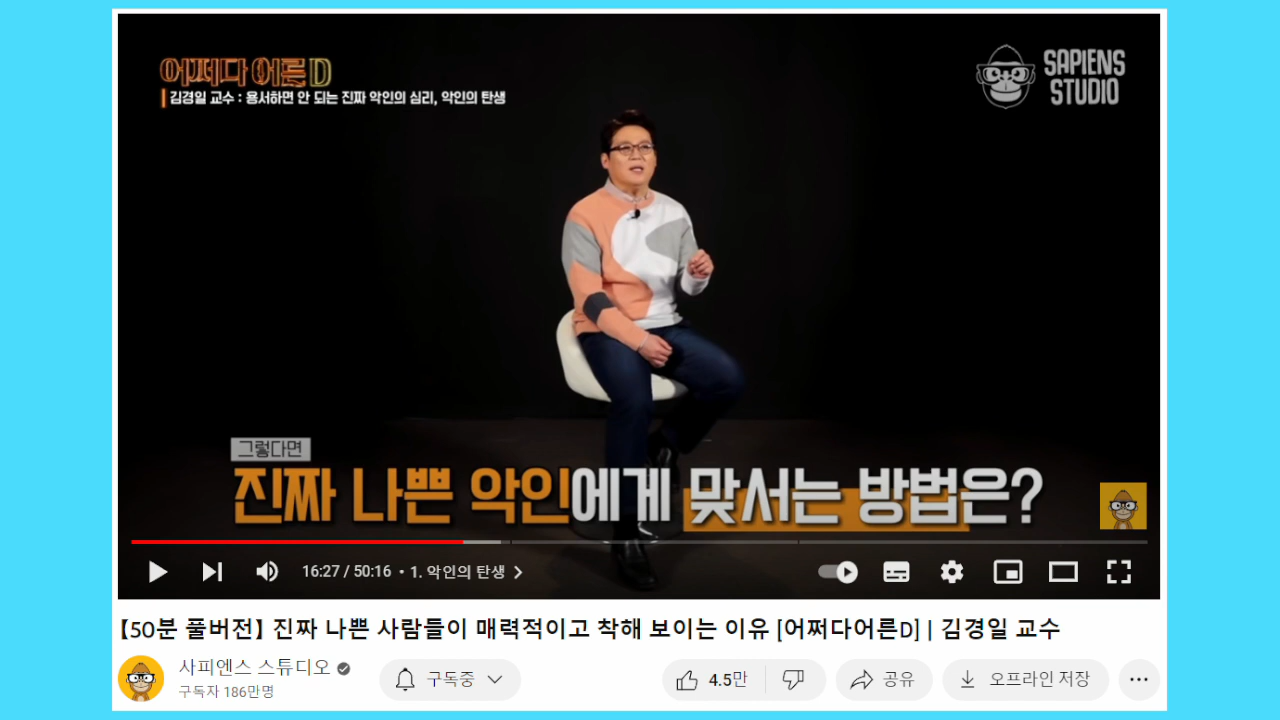 어쩌다 어른D
김경일 교수 : 용서하면 안 되는 진짜 악인의 심리, 악인의 탄생
SAPIENS
STUDIO
그렇다면
진짜 나쁜 악인에게 맞서는 방법은?
16:27 / 50:16 • 1. 악인의 탄생
【50분 풀버전】 진짜 나쁜 사람들이 매력적이고 착해 보이는 이유 [어쩌다어른D] | 김경일 교수
사피엔스 스튜디오
구독자 186만명
구독중
4.5만
공유
오프라인 저장